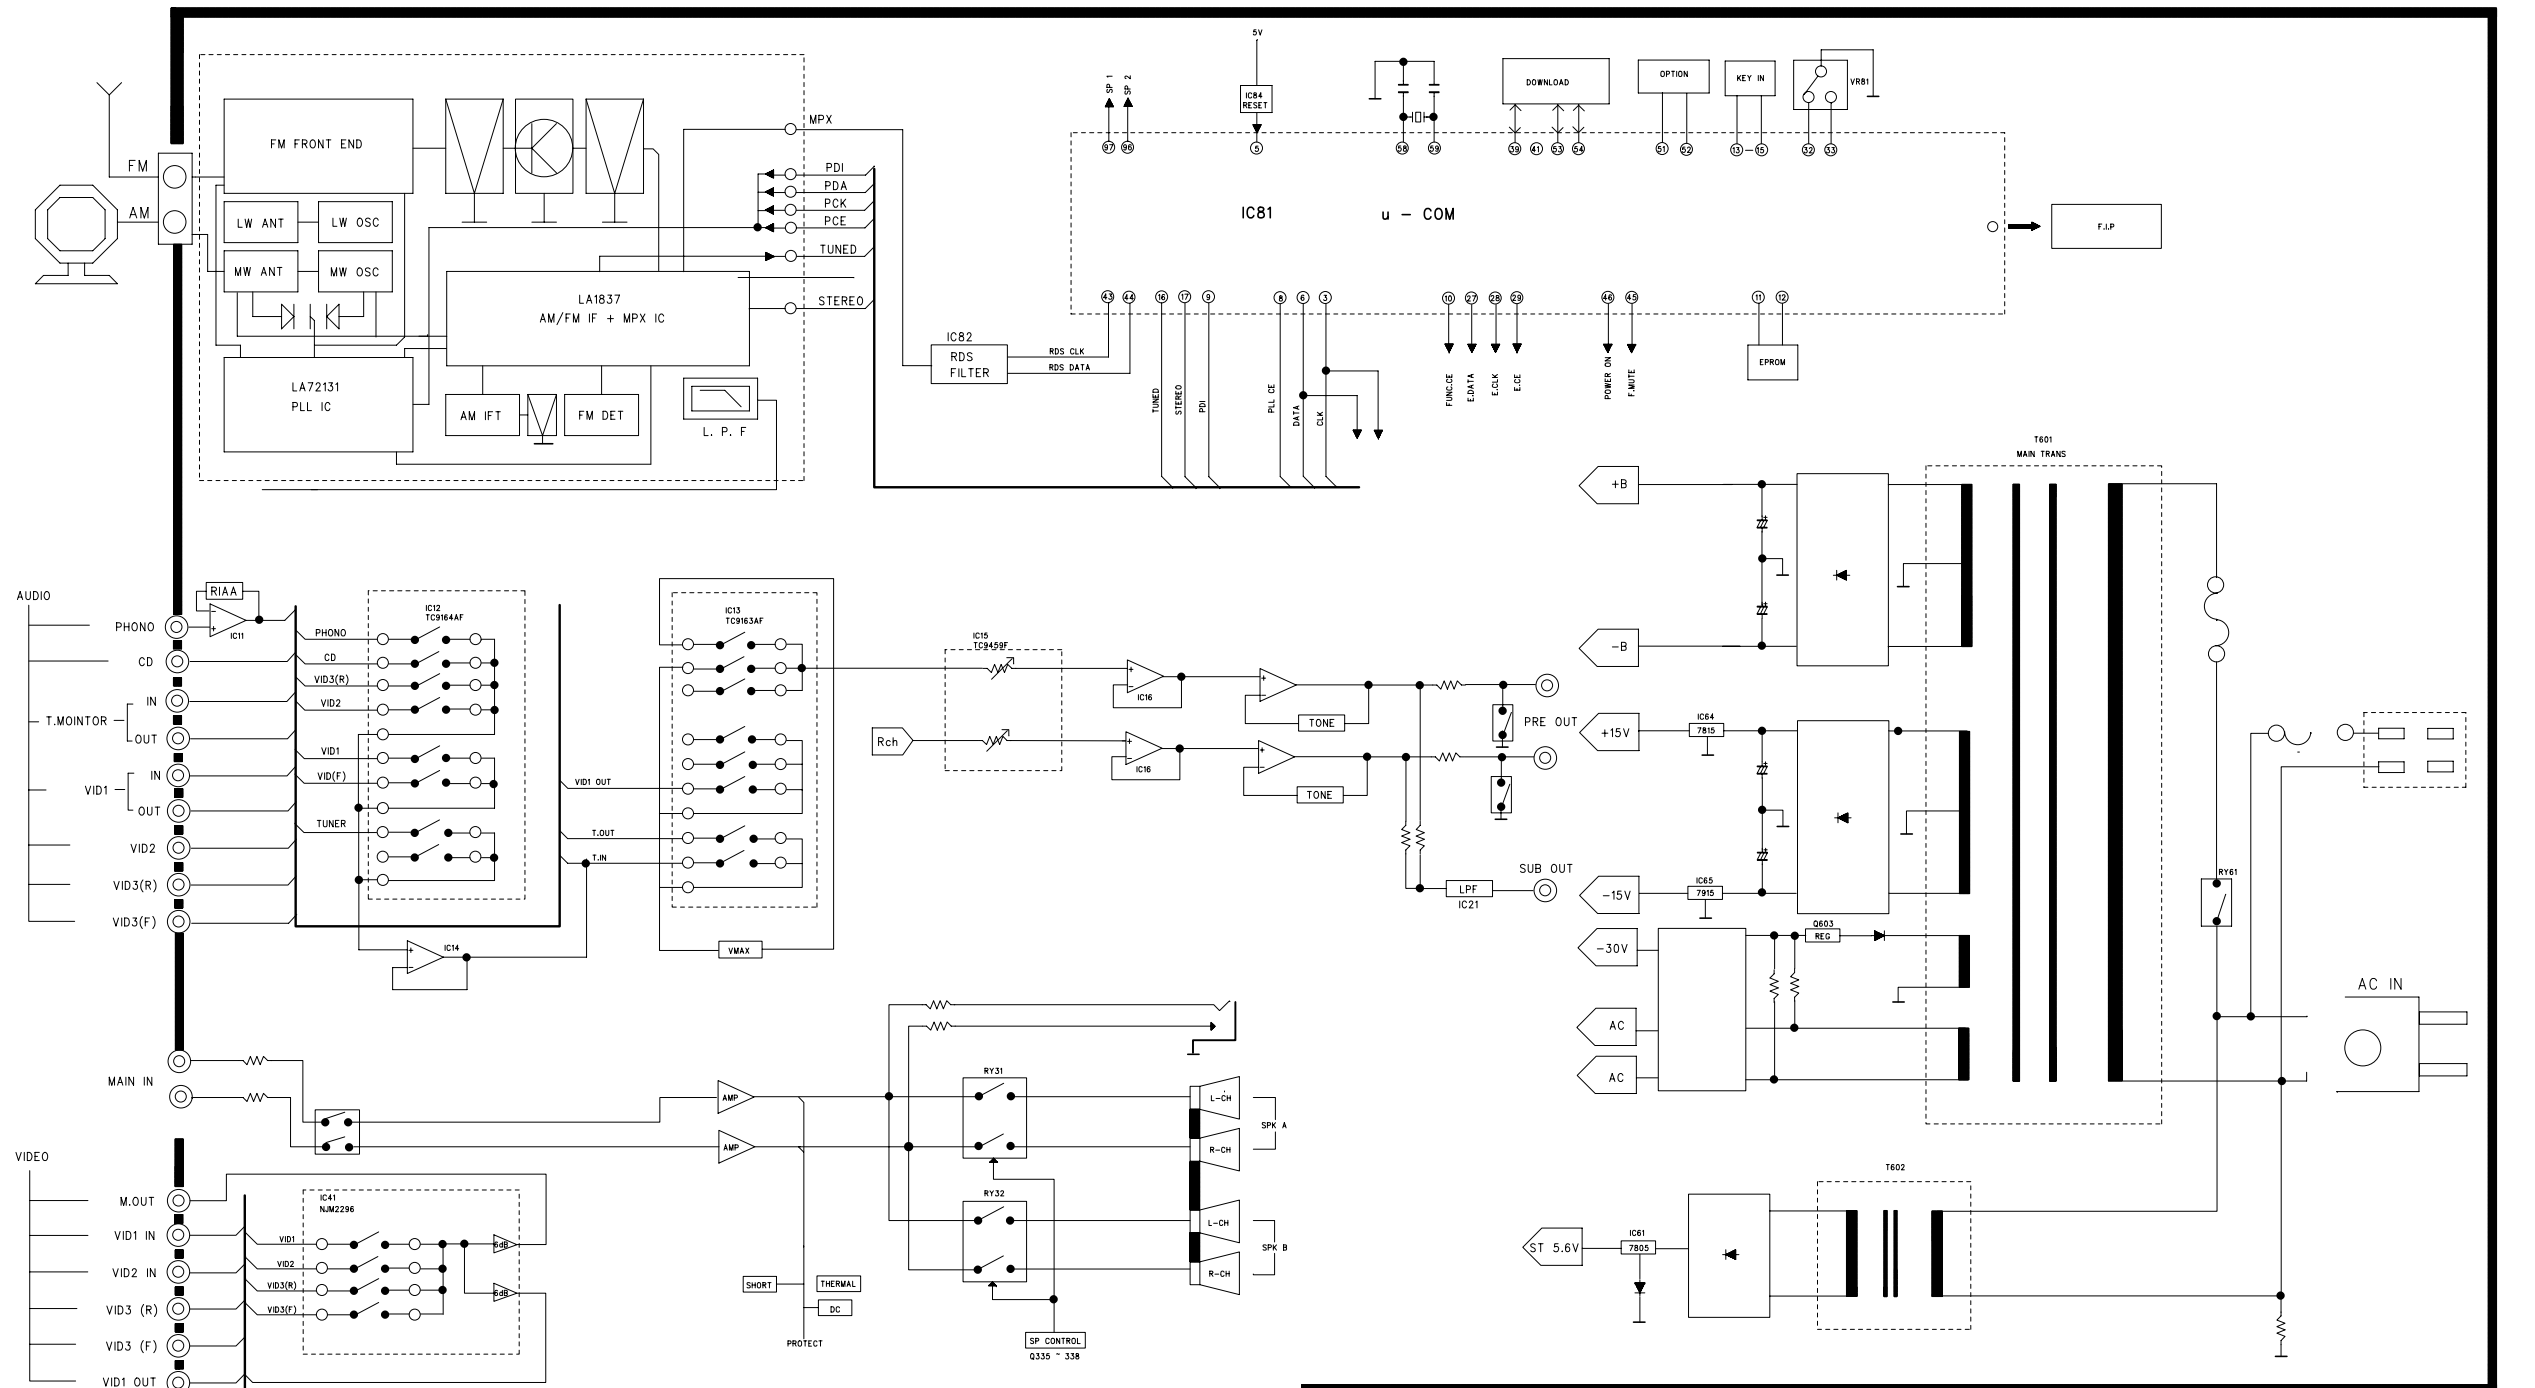 FM
AM
FM FRONT END
LW ANT
LW OSC
MW ANT
MW OSC
LA72131
PLL IC
LA1837
AM/FM IF + MPX IC
AM IFT
FM DET
L. P. F
MPX
PDI
PDA
PCK
PCE
TUNED
STEREO
IC82
RDS
FILTER
RDS CLK
RDS DATA
SP 1
SP 2
5V
IC84
RESET
DOWNLOAD
OPTION
KEY IN
VR81
97
96
5
58
59
39
41
53
54
51
52
13
–
15
32
33
IC81
u – COM
F.I.P
43
44
16
17
9
8
6
3
10
27
28
29
46
45
11
12
TUNED
STEREO
PDI
PLL CE
DATA
CLK
FUNC.CE
E.DATA
E.CLK
E.CE
POWER ON
F.MUTE
EPROM
AUDIO
PHONO
CD
IN
T.MOINTOR
OUT
IN
VID1
OUT
VID2
VID3(R)
VID3(F)
RIAA
IC11
IC12
TC9164AF
PHONO
CD
VID3(R)
VID2
VID1
VID(F)
TUNER
IC14
VID1 OUT
T.OUT
T.IN
IC13
TC9163AF
VMAX
Rch
IC15
TC9459F
IC16
IC16
TONE
TONE
PRE OUT
SUB OUT
LPF
IC21
T601
MAIN TRANS
+B
-B
+15V
IC64
7815
-15V
IC65
7915
-30V
Q603
REG
AC
AC
RY61
AC IN
MAIN IN
AMP
AMP
RY31
RY32
L-CH
R-CH
SPK A
L-CH
R-CH
SPK B
SHORT
THERMAL
DC
PROTECT
SP CONTROL
Q335 ~ 338
VIDEO
M.OUT
VID1 IN
VID2 IN
VID3 (R)
VID3 (F)
VID1 OUT
IC41
NJM2296
VID1
VID2
VID3(R)
VID3(F)
6dB
6dB
T602
ST 5.6V
IC61
7805